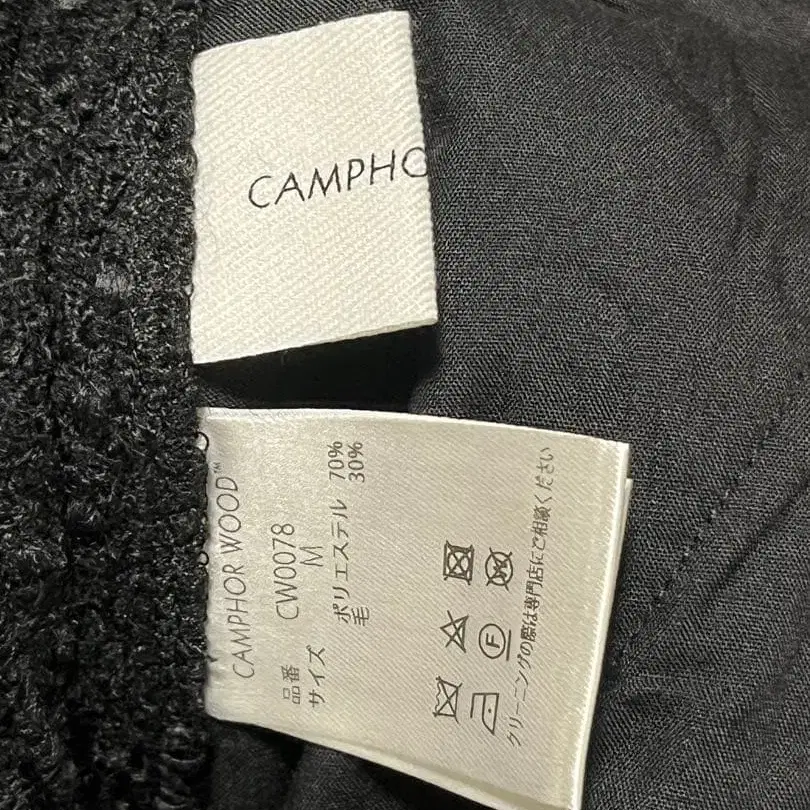 CAMPHO
CAMPHOR WOOD™
品番 CW0078
サイズ M
ポリエステル 70%
毛 30%
F
クリーニングの際は専門店にご相談ください